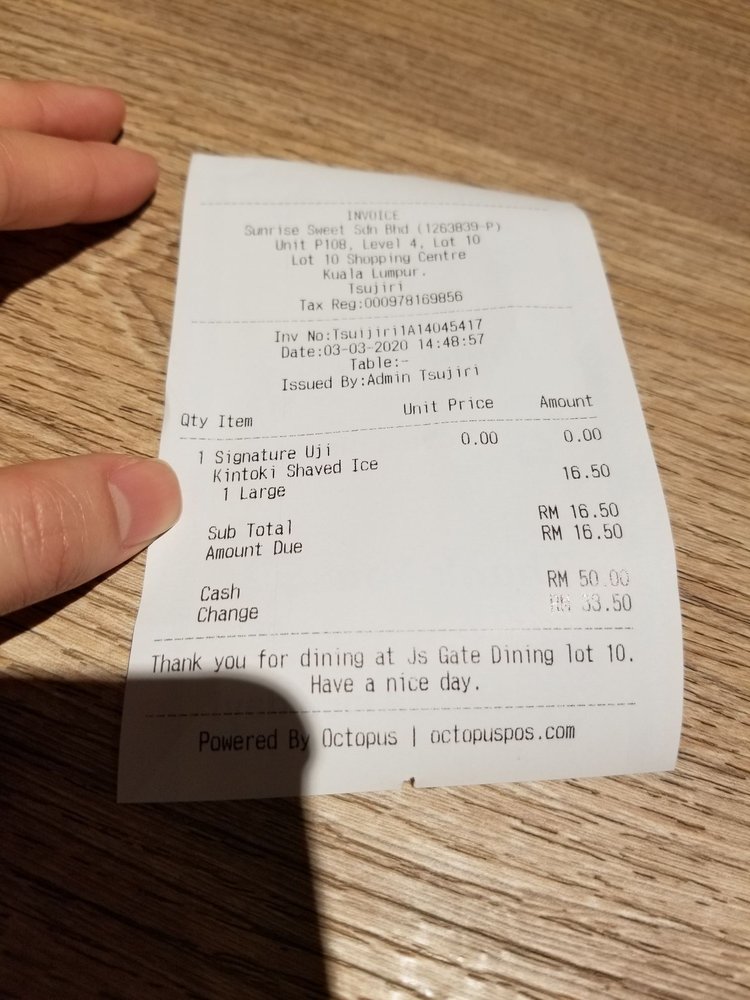 INVOICE
Sunrise Sweet Sdn Bhd (1263839-P)
Unit P108, Level 4, Lot 10
Lot 10 Shopping Centre
Kuala Lumpur.
Tsujiri
Tax Reg:000978169856
Inv No:Tsuijiri1A14045417
Date:03-03-2020 14:48:57
Table:-
Issued By:Admin Tsujiri
Qty Item Unit Price Amount
1 Signature Uji 0.00 0.00
Kintoki Shaved Ice
1 Large 16.50
Sub Total RM 16.50
Amount Due RM 16.50
Cash RM 50.00
Change RM 33.50
Thank you for dining at Js Gate Dining lot 10.
Have a nice day.
Powered By Octopus | octopuspos.com